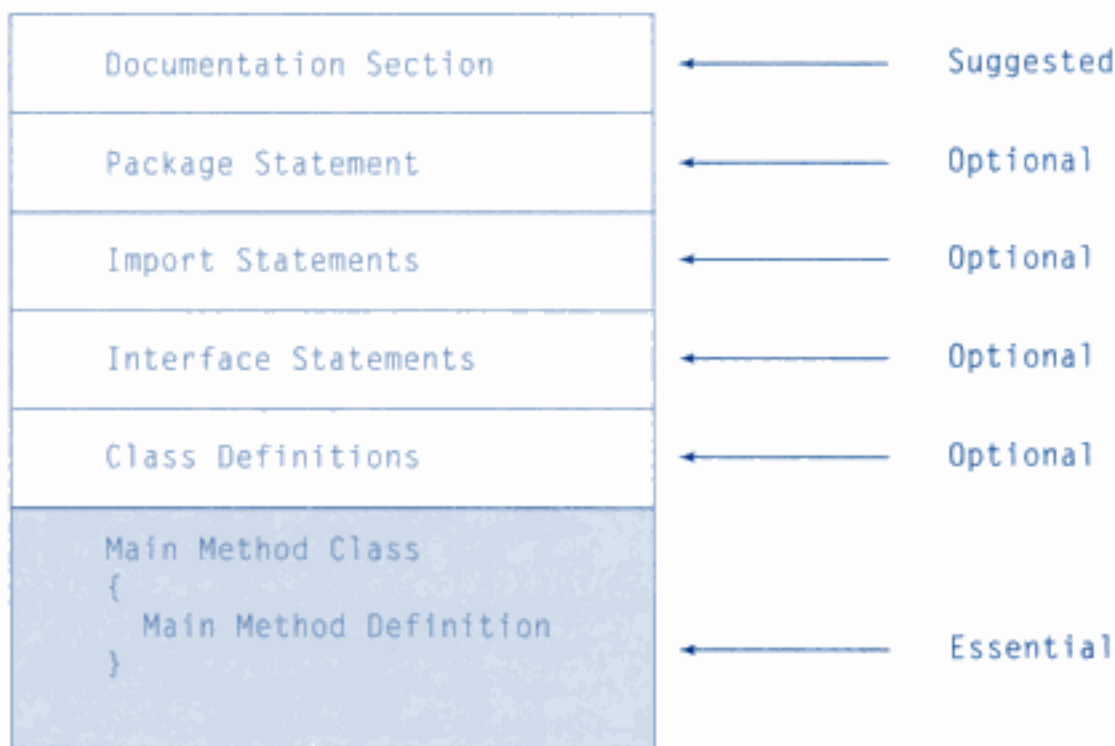 Documentation Section Suggested
Package Statement Optional
Import Statements Optional
Interface Statements Optional
Class Definitions Optional
Main Method Class
{
Main Method Definition
}
Essential